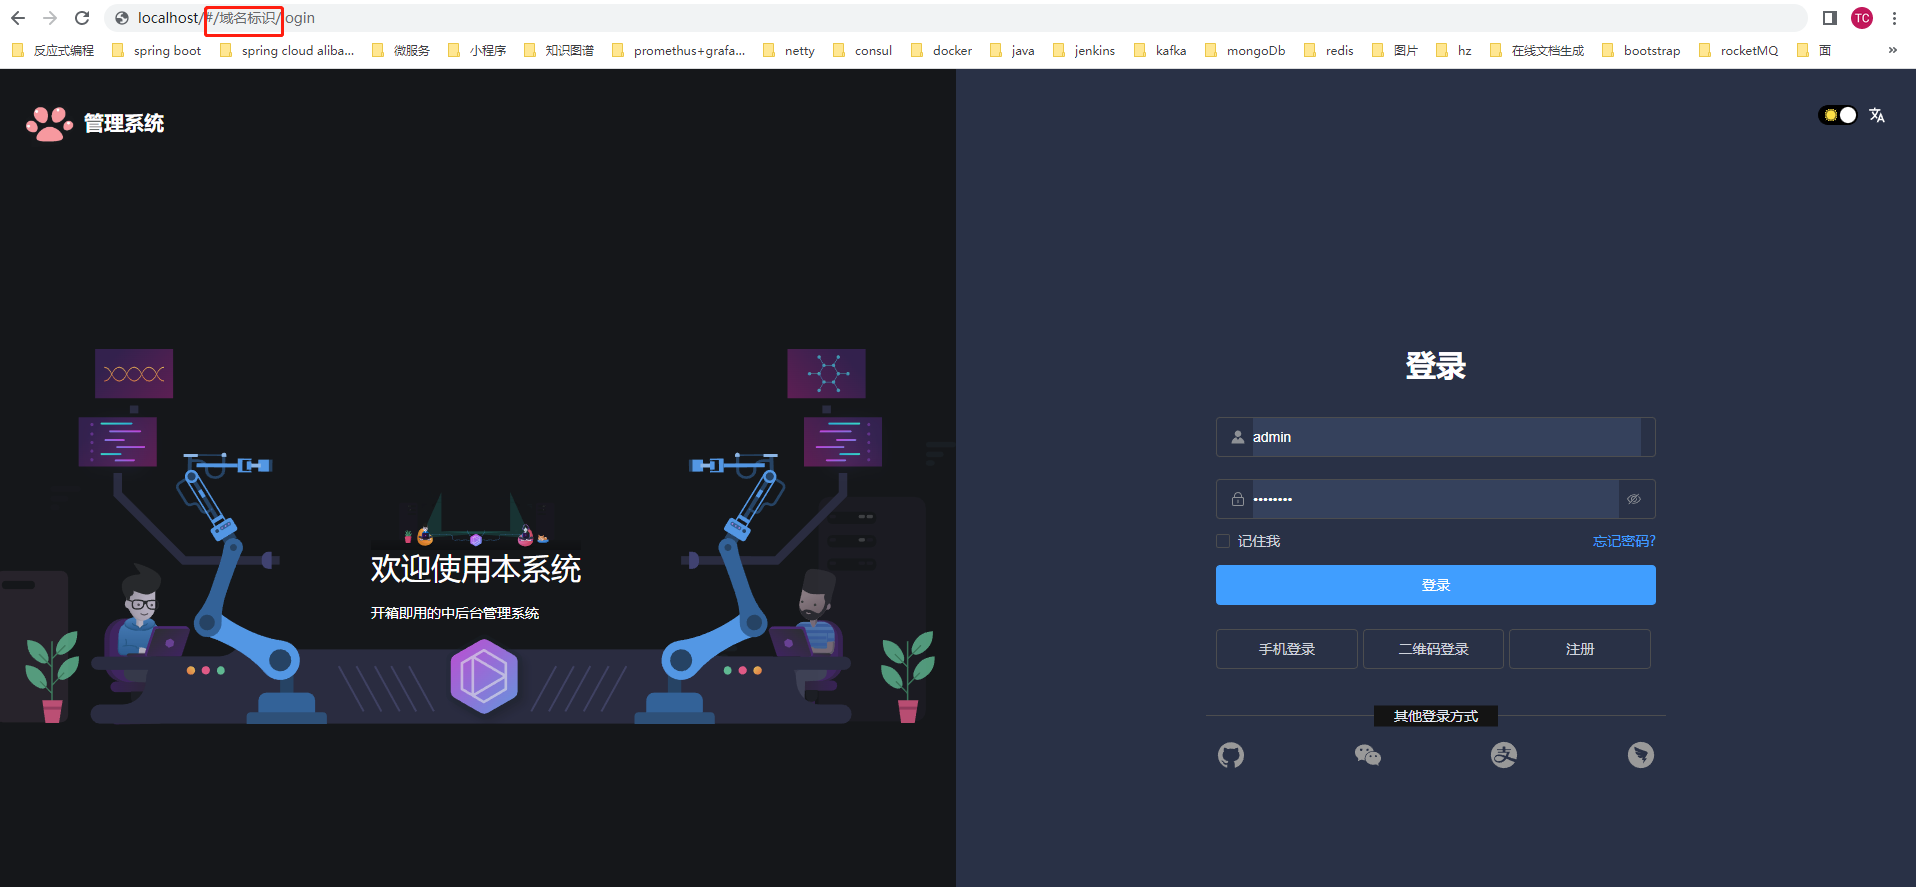 localhost/#/域名标识/login
TC
反应式编程 spring boot spring cloud aliba... 微服务 小程序 知识图谱 promethus+grafa... netty consul docker java jenkins kafka mongoDb redis 图片 hz 在线文档生成 bootstrap rocketMQ 面 »
管理系统
登录
admin
••••••••
记住我 忘记密码?
登录
手机登录 二维码登录 注册
其他登录方式
支
欢迎使用本系统
开箱即用的中后台管理系统